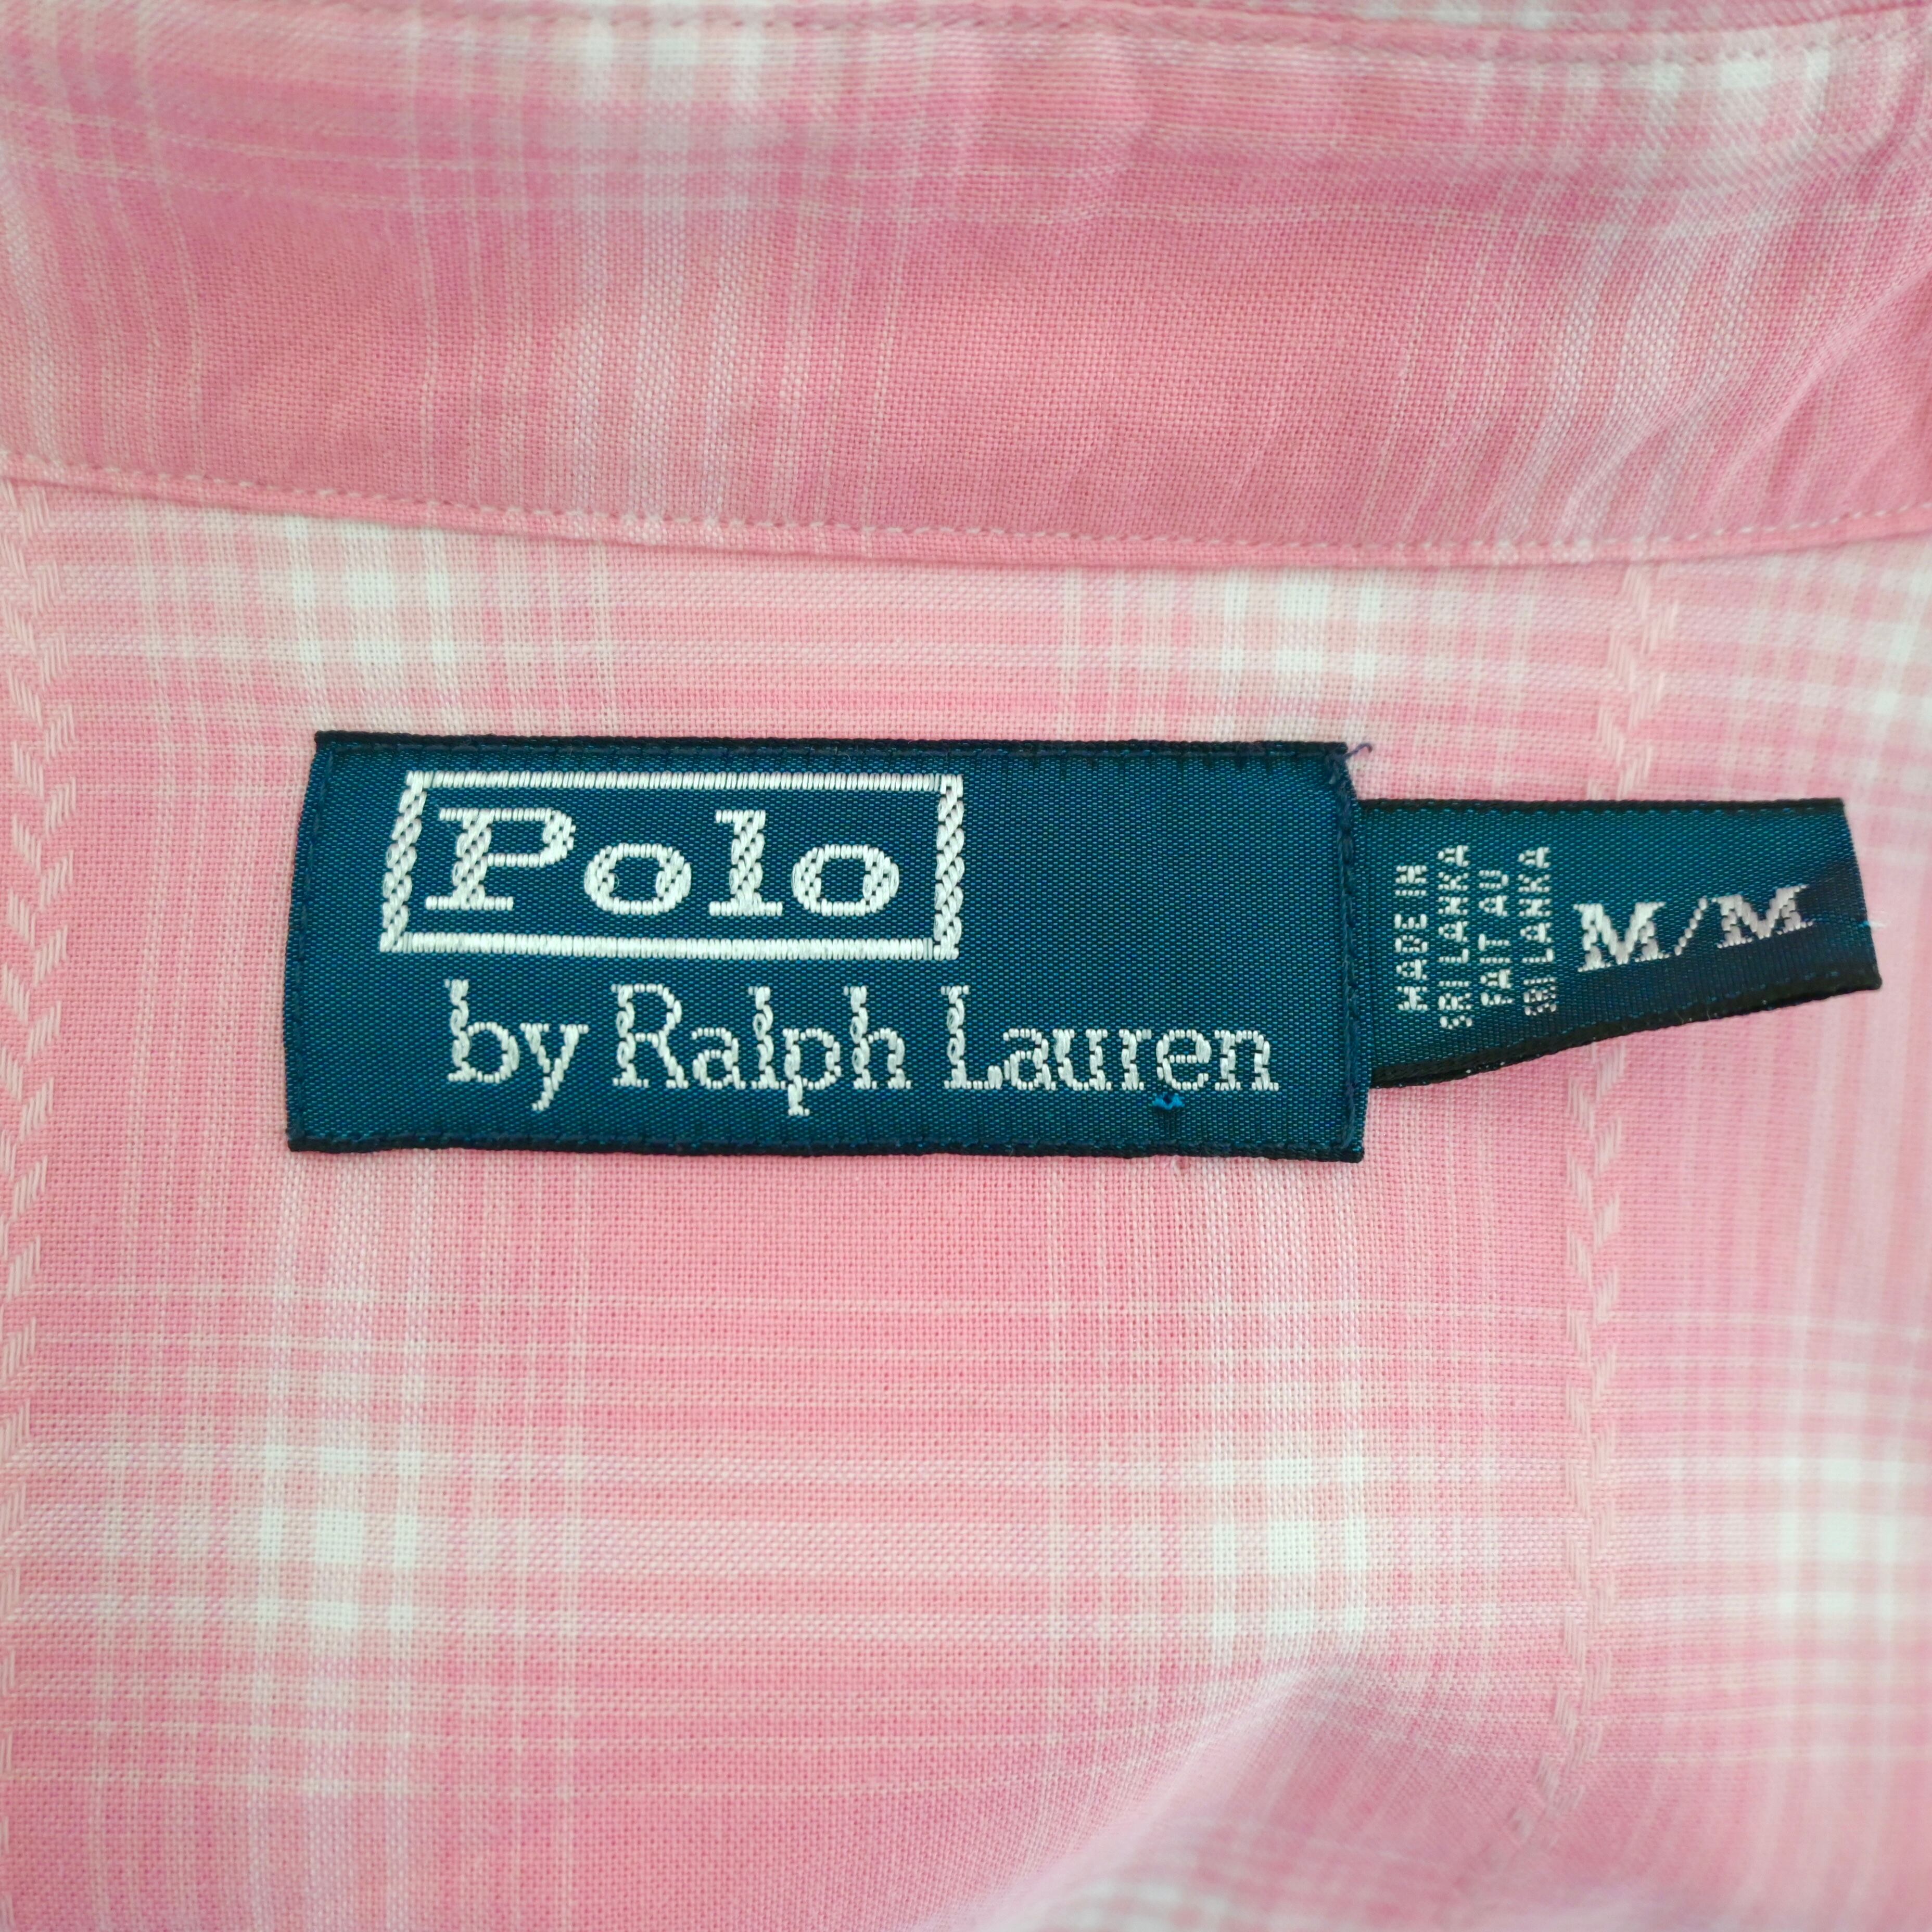 Polo
by Ralph Lauren
MADE IN
SRI LANKA
FAIT AU
SRI LANKA
M/M